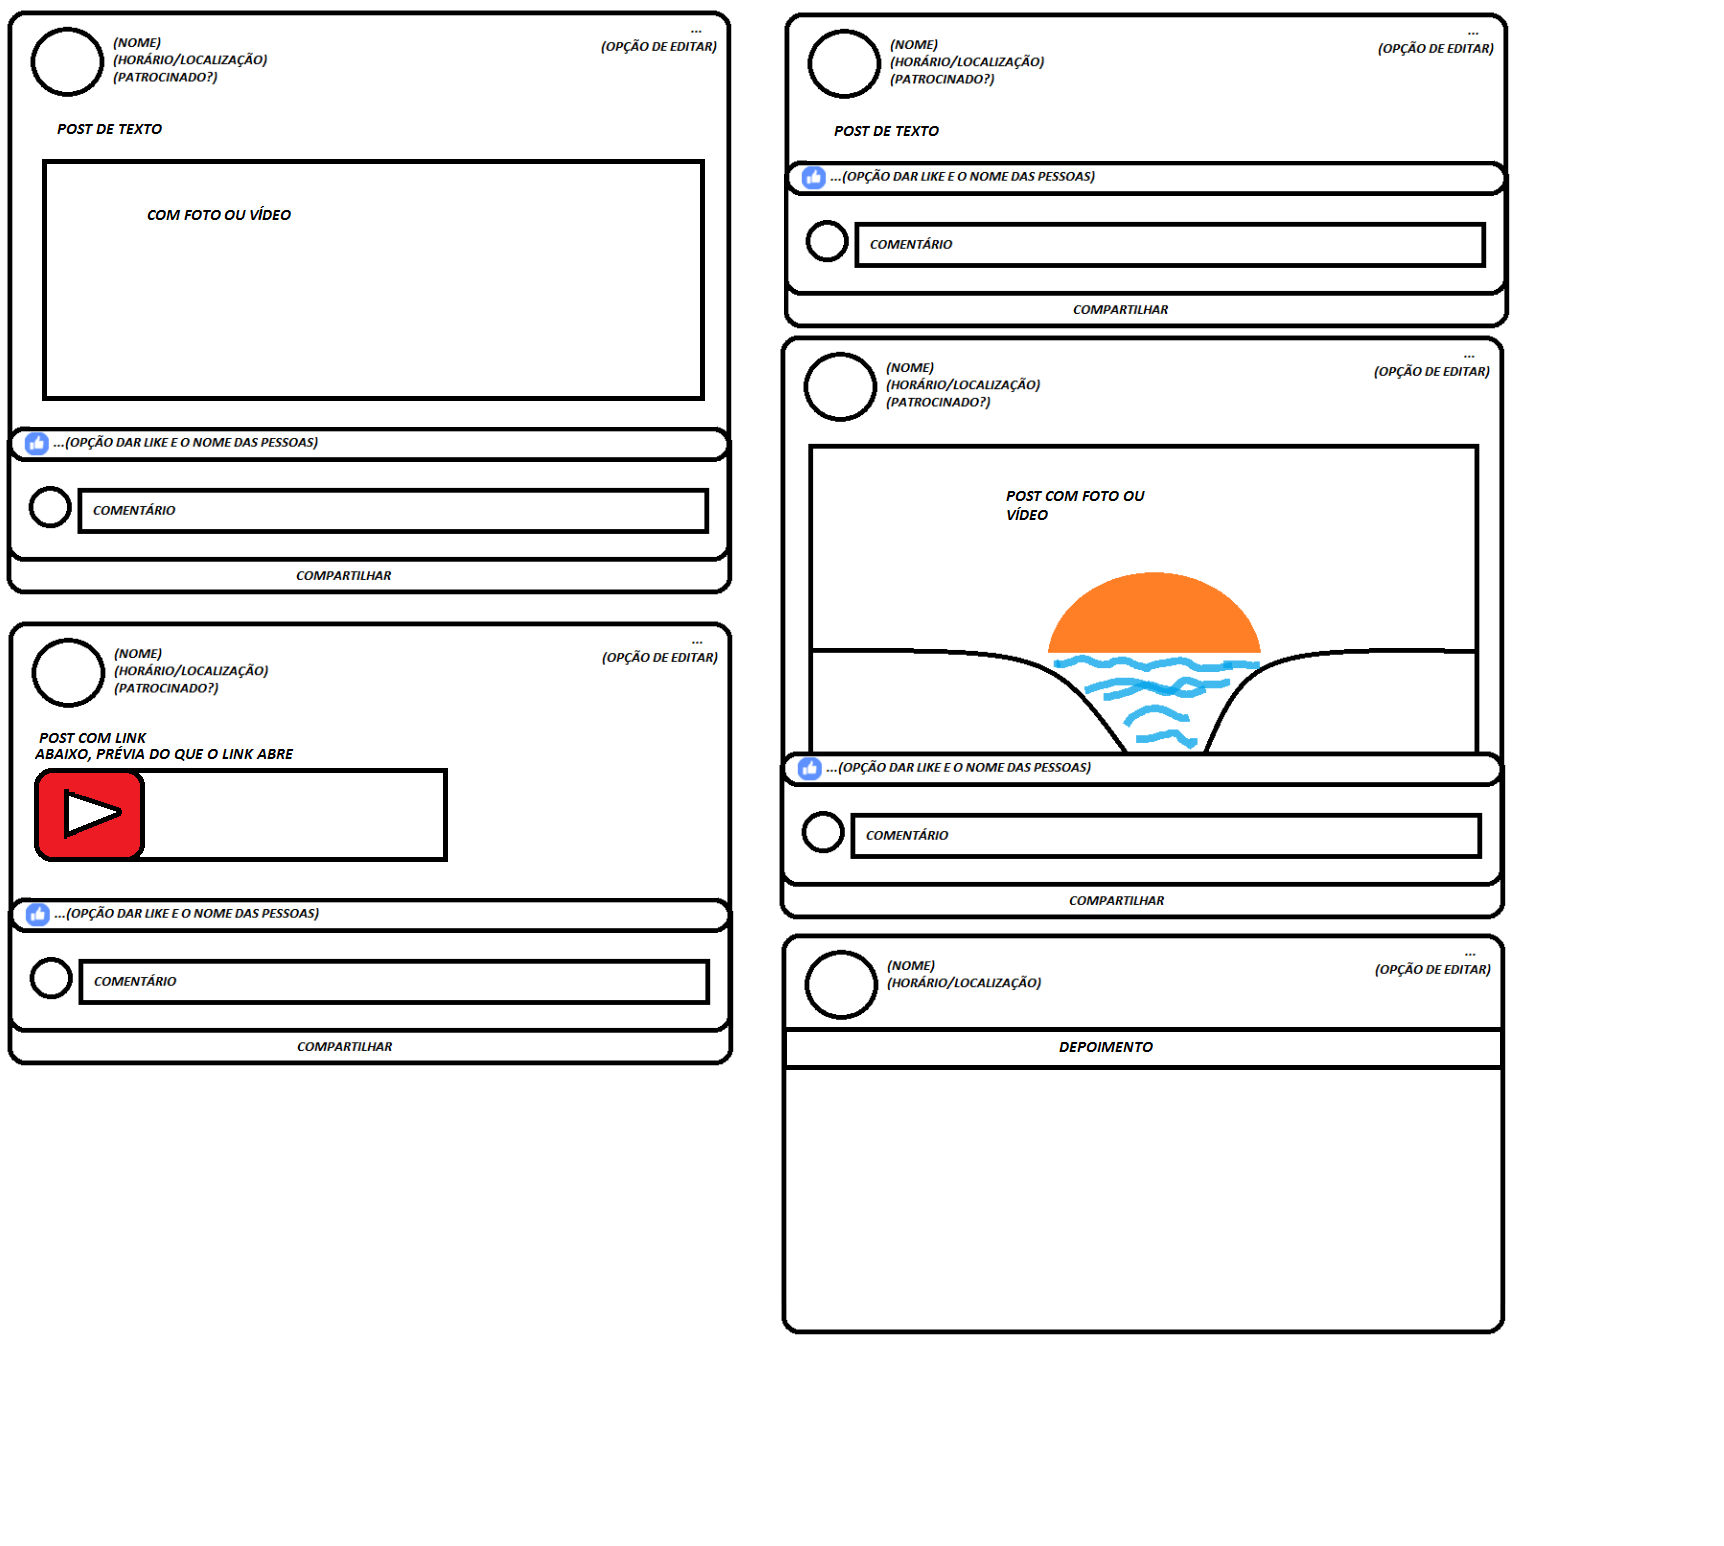 ...
(NOME)
(OPÇÃO DE EDITAR)
(HORÁRIO/LOCALIZAÇÃO)
(PATROCINADO?)
POST DE TEXTO
COM FOTO OU VÍDEO
...(OPÇÃO DAR LIKE E O NOME DAS PESSOAS)
COMENTÁRIO
COMPARTILHAR
...
(NOME)
(OPÇÃO DE EDITAR)
(HORÁRIO/LOCALIZAÇÃO)
(PATROCINADO?)
POST COM LINK
ABAIXO, PRÉVIA DO QUE O LINK ABRE
...(OPÇÃO DAR LIKE E O NOME DAS PESSOAS)
COMENTÁRIO
COMPARTILHAR
...
(NOME)
(OPÇÃO DE EDITAR)
(HORÁRIO/LOCALIZAÇÃO)
(PATROCINADO?)
POST DE TEXTO
...(OPÇÃO DAR LIKE E O NOME DAS PESSOAS)
COMENTÁRIO
COMPARTILHAR
...
(NOME)
(OPÇÃO DE EDITAR)
(HORÁRIO/LOCALIZAÇÃO)
(PATROCINADO?)
POST COM FOTO OU
VÍDEO
...(OPÇÃO DAR LIKE E O NOME DAS PESSOAS)
COMENTÁRIO
COMPARTILHAR
...
(NOME)
(OPÇÃO DE EDITAR)
(HORÁRIO/LOCALIZAÇÃO)
DEPOIMENTO